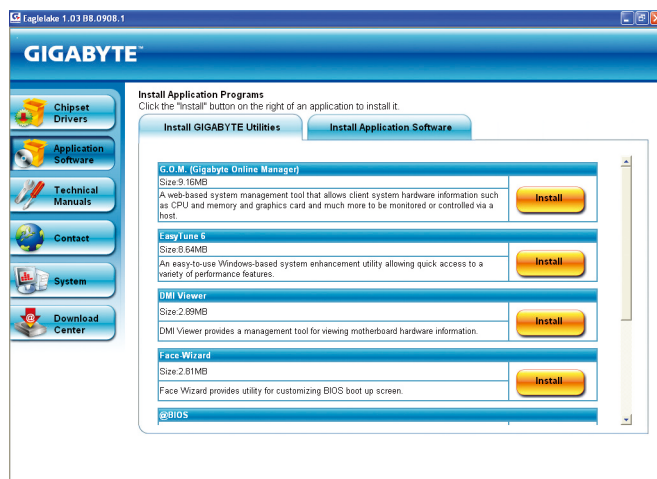 Eaglelake 1.03 B8.0908.1
GIGABYTE™
Chipset
Drivers
Application
Software
Technical
Manuals
Contact
System
Download
Center
Install Application Programs
Click the "Install" button on the right of an application to install it.
Install GIGABYTE Utilities
Install Application Software
G.O.M. (Gigabyte Online Manager)
Size:9.16MB
A web-based system management tool that allows client system hardware information such
as CPU and memory and graphics card and much more to be monitored or controlled via a
host.
Install
EasyTune 6
Size:8.64MB
An easy-to-use Windows-based system enhancement utility allowing quick access to a
variety of performance features.
Install
DMI Viewer
Size:2.89MB
DMI Viewer provides a management tool for viewing motherboard hardware information.
Install
Face-Wizard
Size:2.81MB
Face Wizard provides utility for customizing BIOS boot up screen.
Install
@BIOS